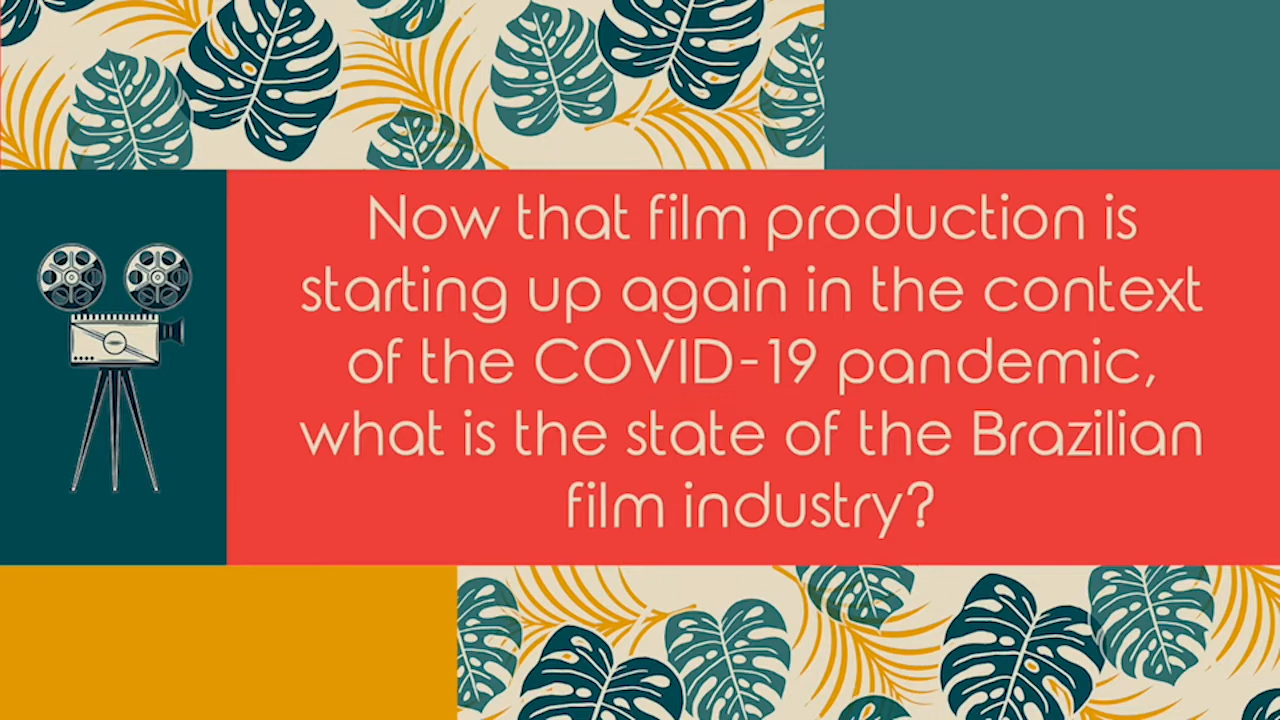 Now that film production is
starting up again in the context
of the COVID-19 pandemic,
what is the state of the Brazilian
film industry?